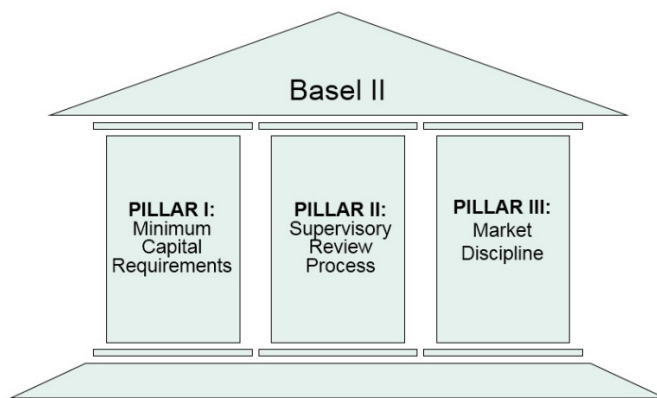 Basel II
PILLAR I:
Minimum
Capital
Requirements
PILLAR II:
Supervisory
Review
Process
PILLAR III:
Market
Discipline